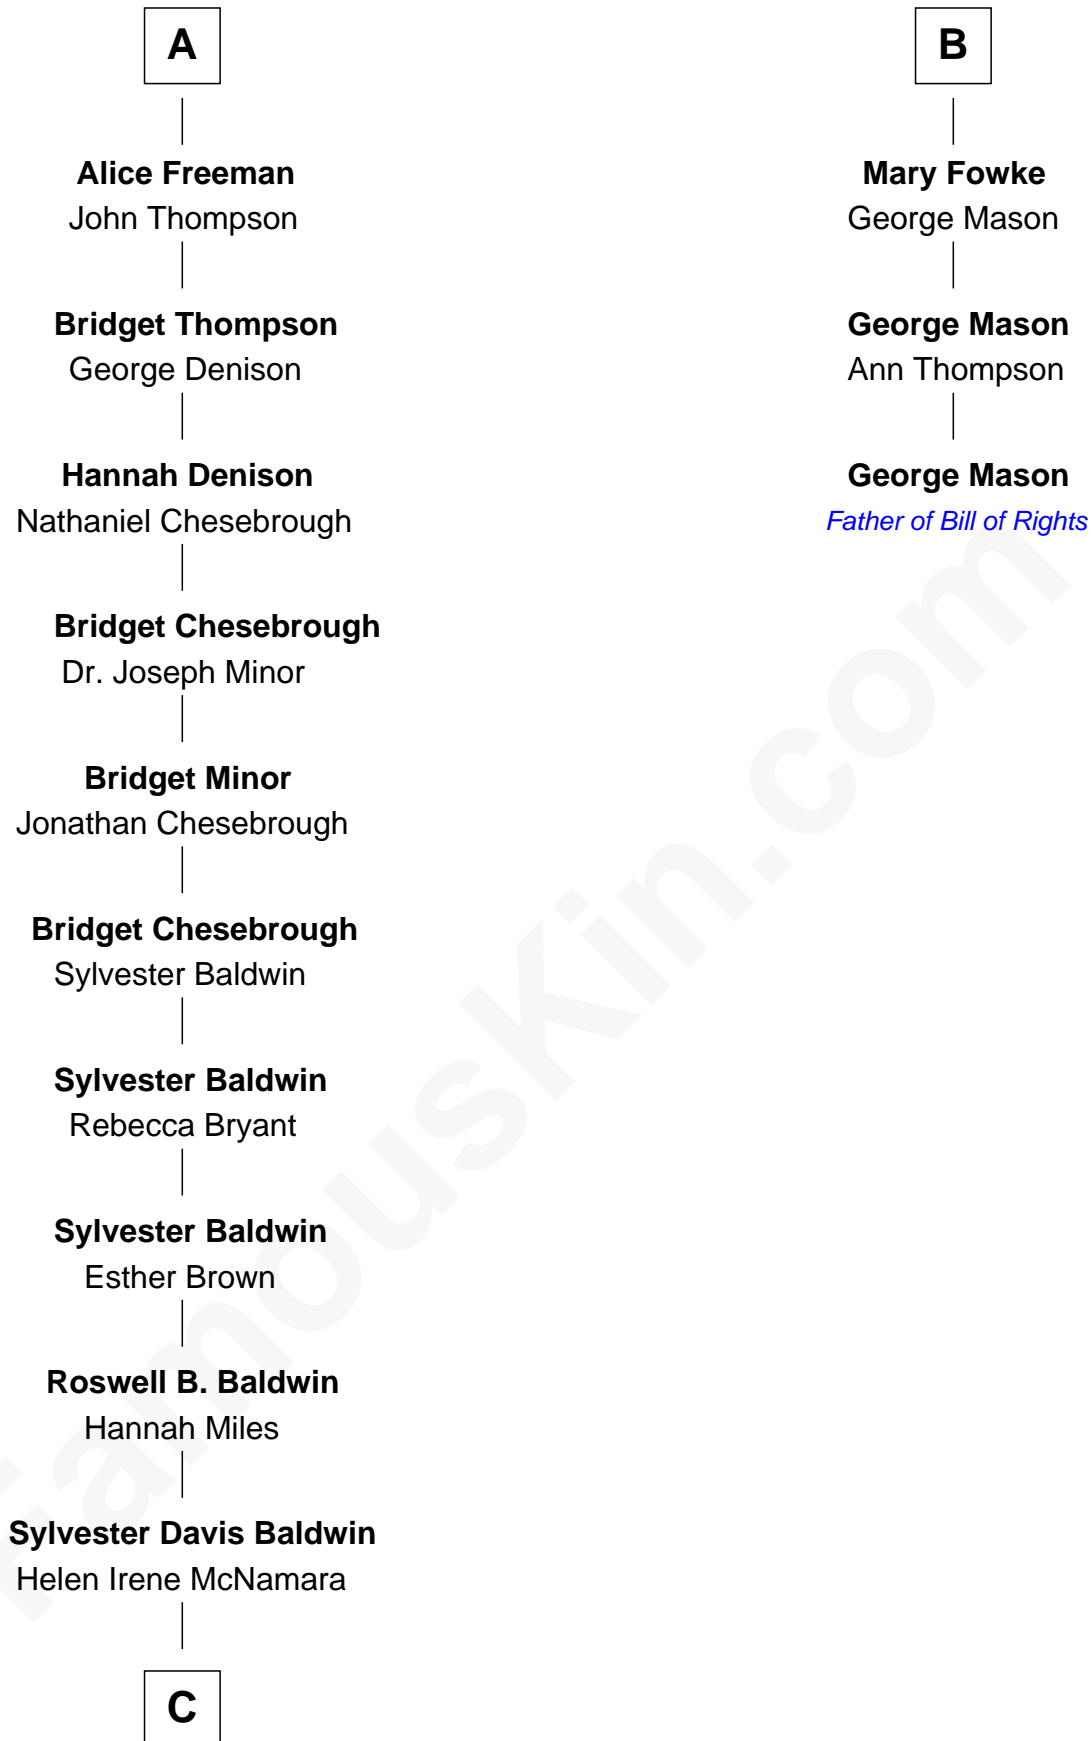 A
Alice Freeman
John Thompson
Bridget Thompson
George Denison
Hannah Denison
Nathaniel Chesebrough
Bridget Chesebrough
Dr. Joseph Minor
Bridget Minor
Jonathan Chesebrough
Bridget Chesebrough
Sylvester Baldwin
Sylvester Baldwin
Rebecca Bryant
Sylvester Baldwin
Esther Brown
Roswell B. Baldwin
Hannah Miles
Sylvester Davis Baldwin
Helen Irene McNamara
C
B
Mary Fowke
George Mason
George Mason
Ann Thompson
George Mason
Father of Bill of Rights
FamousKin.com